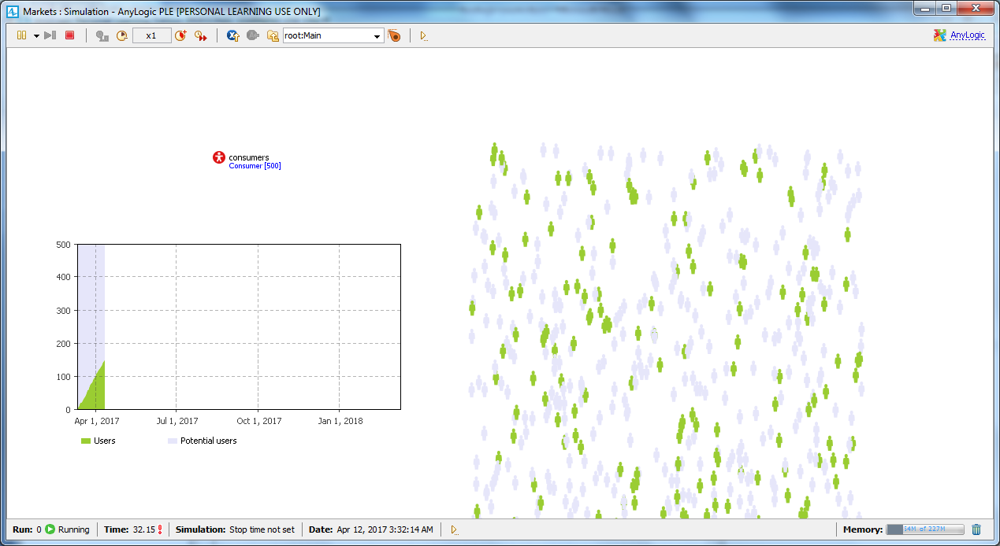 Markets : Simulation - AnyLogic PLE [PERSONAL LEARNING USE ONLY]
x1
root:Main
AnyLogic
consumers
Consumer [500]
500
400
300
200
100
0
Apr 1, 2017
Jul 1, 2017
Oct 1, 2017
Jan 1, 2018
Users
Potential users
Run: 0 Running
Time: 32.15
Simulation: Stop time not set
Date: Apr 12, 2017 3:32:14 AM
Memory: 54M of 227M